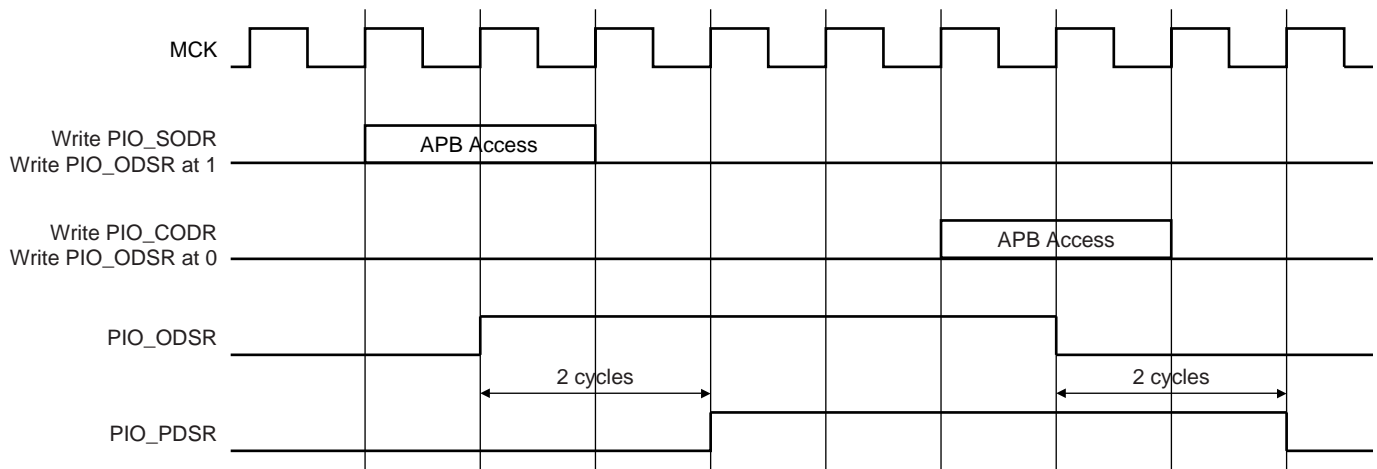 MCK
Write PIO_SODR
Write PIO_ODSR at 1
APB Access
Write PIO_CODR
Write PIO_ODSR at 0
APB Access
PIO_ODSR
2 cycles
2 cycles
PIO_PDSR